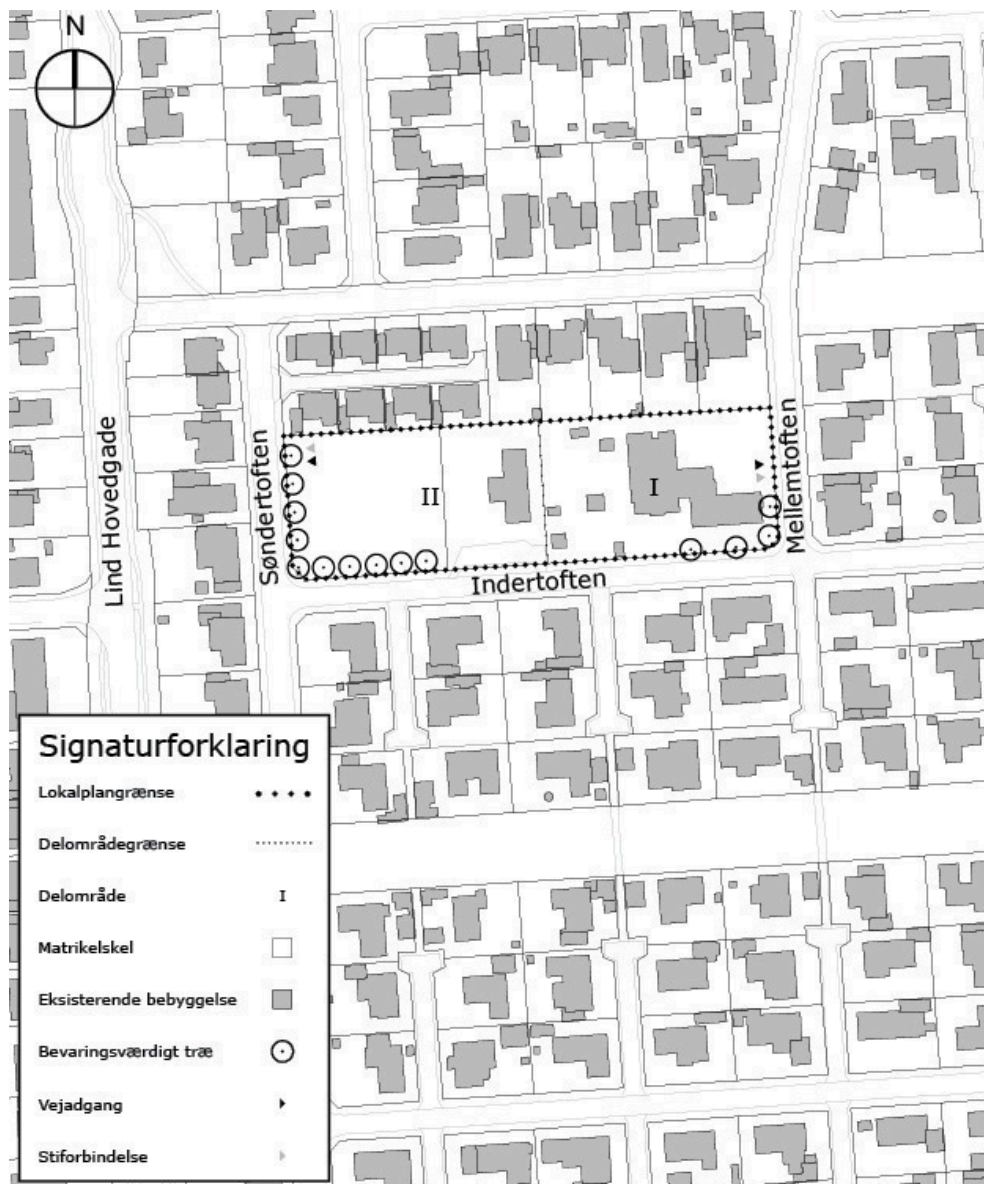 N
Lind Hovedgade
Søndertoften
II
I
Mellemtoften
Indertoften
Signaturforklaring
Lokalplangrænse
Delområdegrænse
Delområde I
Matrikelskel
Eksisterende bebyggelse
Bevaringsværdigt træ
Vejadgang
Stiforbindelse